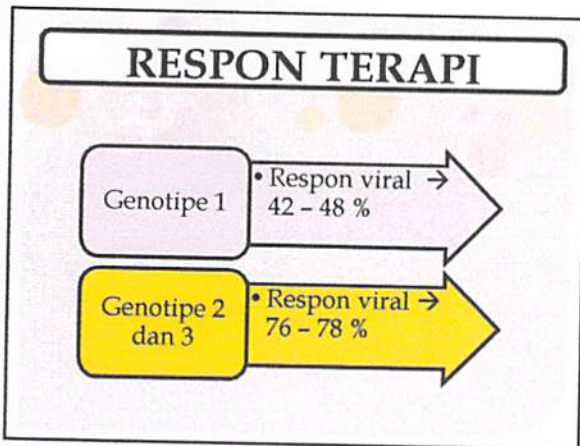 RESPON TERAPI
Genotipe 1
• Respon viral →
42 – 48 %
Genotipe 2
dan 3
• Respon viral →
76 – 78 %